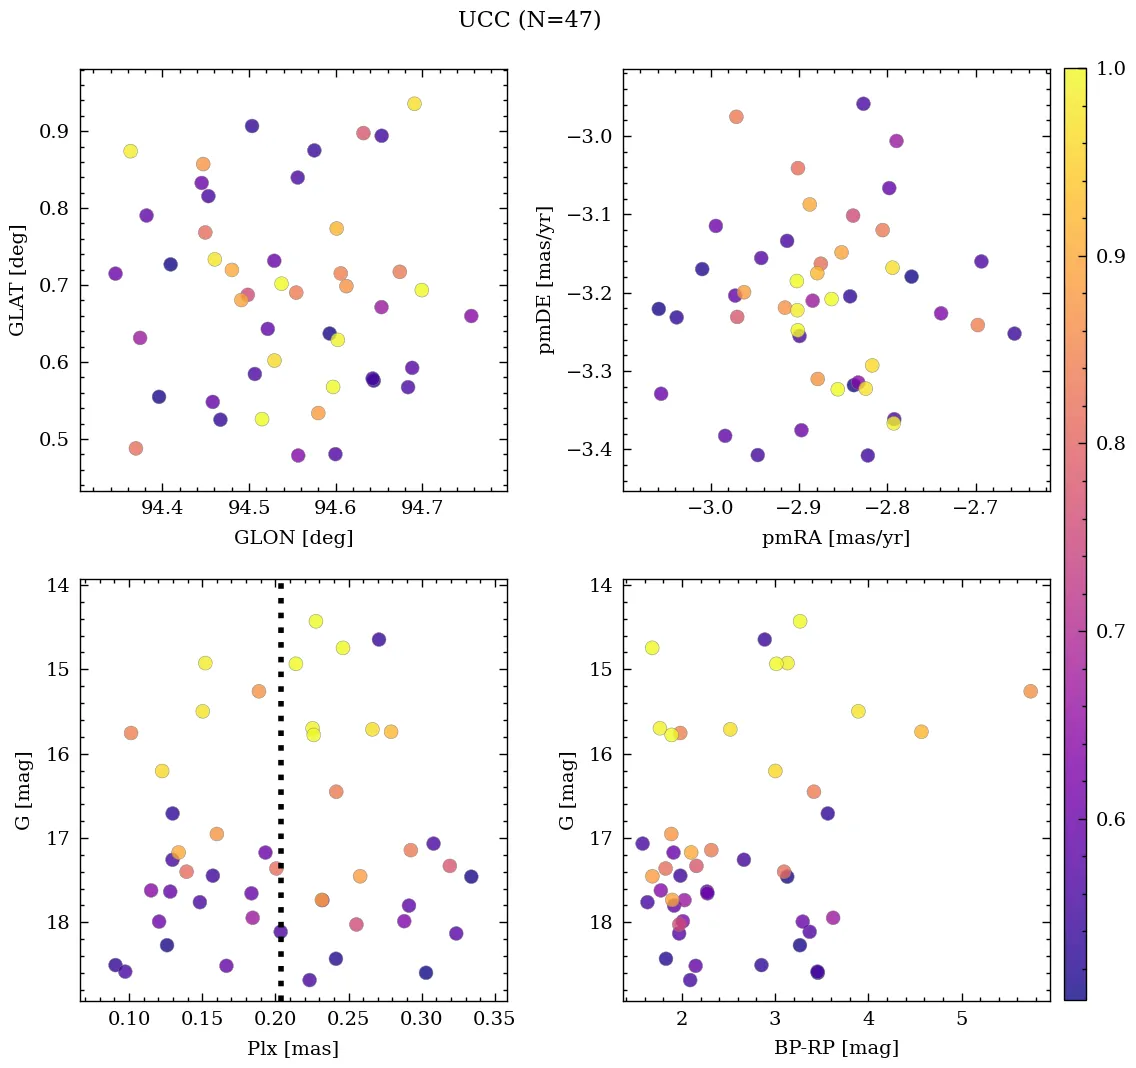 UCC (N=47)
0.9
0.8
0.7
0.6
0.5
GLAT [deg]
94.4 94.5 94.6 94.7
GLON [deg]
−3.0
−3.1
−3.2
−3.3
−3.4
pmDE [mas/yr]
−3.0 −2.9 −2.8 −2.7
pmRA [mas/yr]
1.0
0.9
0.8
0.7
0.6
14
15
16
17
18
G [mag]
0.10 0.15 0.20 0.25 0.30 0.35
Plx [mas]
14
15
16
17
18
G [mag]
2 3 4 5
BP-RP [mag]